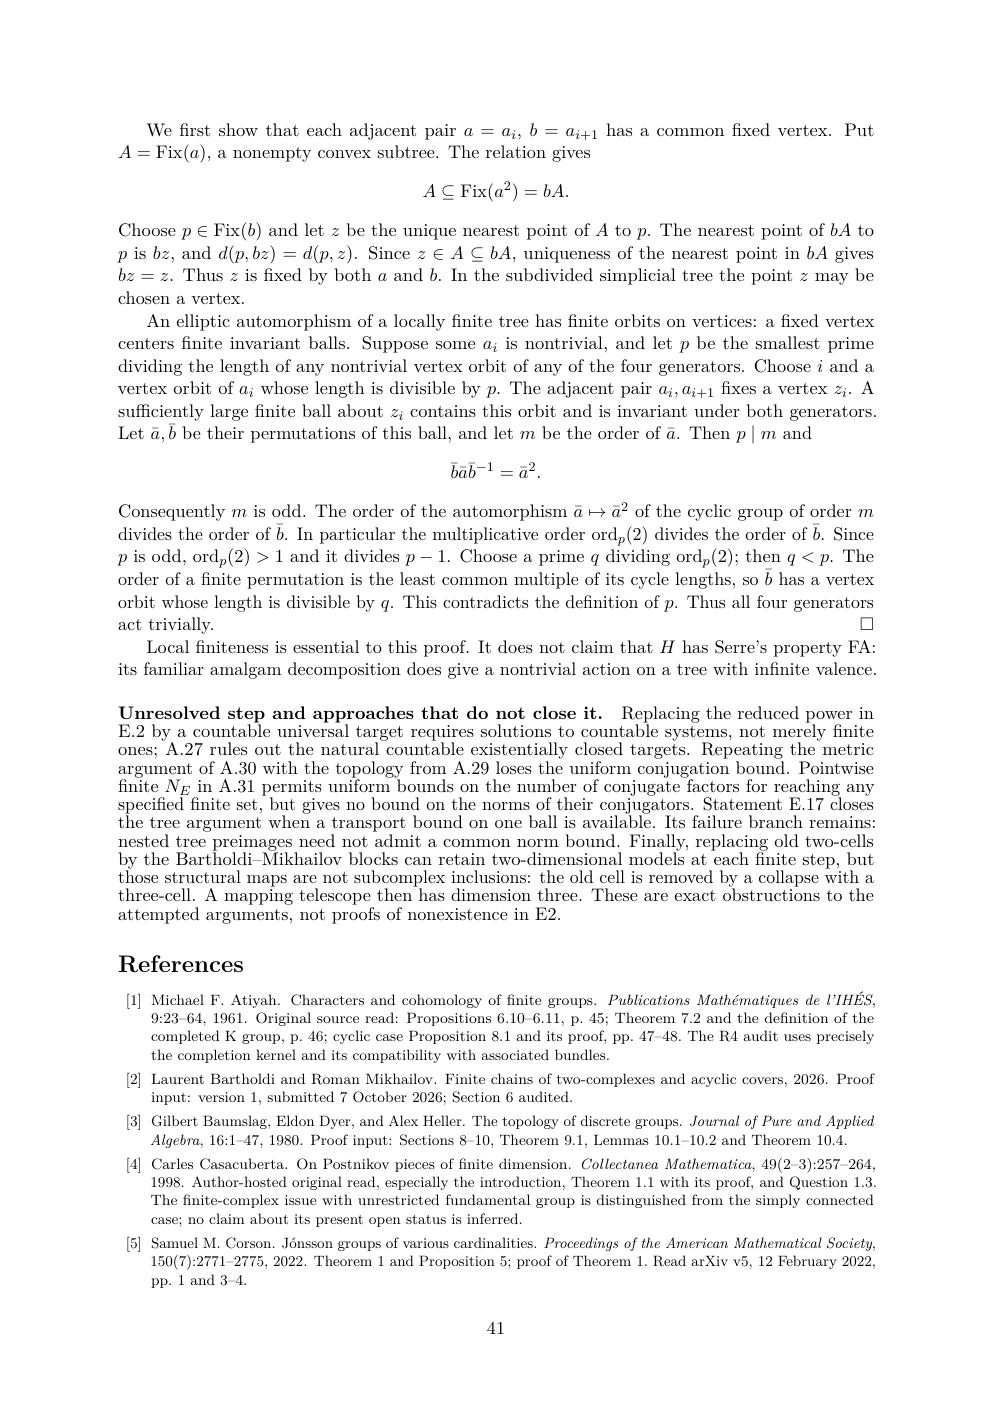 We first show that each adjacent pair a = aᵢ, b = aᵢ₊₁ has a common fixed vertex. Put
A = Fix(a), a nonempty convex subtree. The relation gives
A ⊆ Fix(a²) = bA.
Choose p ∈ Fix(b) and let z be the unique nearest point of A to p. The nearest point of bA to
p is bz, and d(p, bz) = d(p, z). Since z ∈ A ⊆ bA, uniqueness of the nearest point in bA gives
bz = z. Thus z is fixed by both a and b. In the subdivided simplicial tree the point z may be
chosen a vertex.
An elliptic automorphism of a locally finite tree has finite orbits on vertices: a fixed vertex
centers finite invariant balls. Suppose some aᵢ is nontrivial, and let p be the smallest prime
dividing the length of any nontrivial vertex orbit of any of the four generators. Choose i and a
vertex orbit of aᵢ whose length is divisible by p. The adjacent pair aᵢ, aᵢ₊₁ fixes a vertex zᵢ. A
sufficiently large finite ball about zᵢ contains this orbit and is invariant under both generators.
Let ā, b̄ be their permutations of this ball, and let m be the order of ā. Then p | m and
b̄āb̄⁻¹ = ā².
Consequently m is odd. The order of the automorphism ā ↦ ā² of the cyclic group of order m
divides the order of b̄. In particular the multiplicative order ordₚ(2) divides the order of b̄. Since
p is odd, ordₚ(2) > 1 and it divides p − 1. Choose a prime q dividing ordₚ(2); then q < p. The
order of a finite permutation is the least common multiple of its cycle lengths, so b̄ has a vertex
orbit whose length is divisible by q. This contradicts the definition of p. Thus all four generators
act trivially. □
Local finiteness is essential to this proof. It does not claim that H has Serre's property FA:
its familiar amalgam decomposition does give a nontrivial action on a tree with infinite valence.
Unresolved step and approaches that do not close it. Replacing the reduced power in
E.2 by a countable universal target requires solutions to countable systems, not merely finite
ones; A.27 rules out the natural countable existentially closed targets. Repeating the metric
argument of A.30 with the topology from A.29 loses the uniform conjugation bound. Pointwise
finite N_E in A.31 permits uniform bounds on the number of conjugate factors for reaching any
specified finite set, but gives no bound on the norms of their conjugators. Statement E.17 closes
the tree argument when a transport bound on one ball is available. Its failure branch remains:
nested tree preimages need not admit a common norm bound. Finally, replacing old two-cells
by the Bartholdi–Mikhailov blocks can retain two-dimensional models at each finite step, but
those structural maps are not subcomplex inclusions: the old cell is removed by a collapse with a
three-cell. A mapping telescope then has dimension three. These are exact obstructions to the
attempted arguments, not proofs of nonexistence in E2.
References
[1] Michael F. Atiyah. Characters and cohomology of finite groups. Publications Mathématiques de l'IHÉS,
9:23–64, 1961. Original source read: Propositions 6.10–6.11, p. 45; Theorem 7.2 and the definition of the
completed K group, p. 46; cyclic case Proposition 8.1 and its proof, pp. 47–48. The R4 audit uses precisely
the completion kernel and its compatibility with associated bundles.
[2] Laurent Bartholdi and Roman Mikhailov. Finite chains of two-complexes and acyclic covers, 2026. Proof
input: version 1, submitted 7 October 2026; Section 6 audited.
[3] Gilbert Baumslag, Eldon Dyer, and Alex Heller. The topology of discrete groups. Journal of Pure and Applied
Algebra, 16:1–47, 1980. Proof input: Sections 8–10, Theorem 9.1, Lemmas 10.1–10.2 and Theorem 10.4.
[4] Carles Casacuberta. On Postnikov pieces of finite dimension. Collectanea Mathematica, 49(2–3):257–264,
1998. Author-hosted original read, especially the introduction, Theorem 1.1 with its proof, and Question 1.3.
The finite-complex issue with unrestricted fundamental group is distinguished from the simply connected
case; no claim about its present open status is inferred.
[5] Samuel M. Corson. Jónsson groups of various cardinalities. Proceedings of the American Mathematical Society,
150(7):2771–2775, 2022. Theorem 1 and Proposition 5; proof of Theorem 1. Read arXiv v5, 12 February 2022,
pp. 1 and 3–4.
41